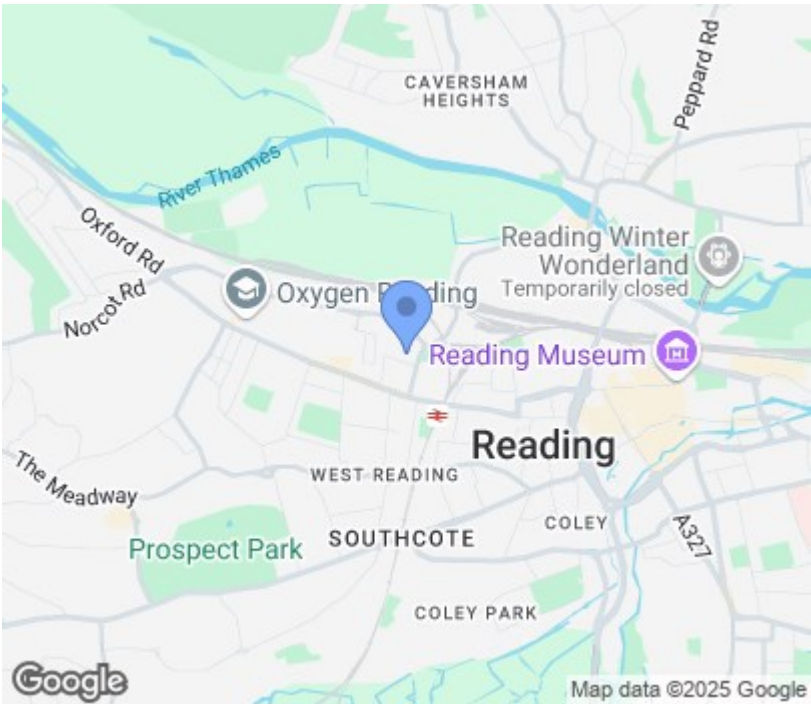 CAVERSHAM
HEIGHTS
Peppard Rd
River Thames
Oxford Rd
Reading Winter
Wonderland
Temporarily closed
Norcot Rd
Oxygen Reading
Reading Museum
Reading
The Meadway
WEST READING
SOUTHCOTE
COLEY
A327
Prospect Park
COLEY PARK
Google
Map data ©2025 Google